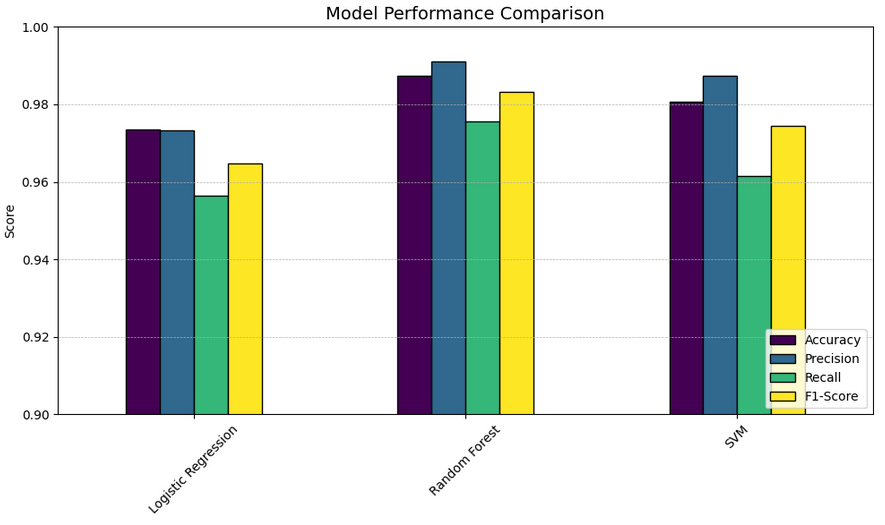 Model Performance Comparison
1.00
0.98
0.96
0.94
0.92
0.90
Score
Accuracy
Precision
Recall
F1-Score
Logistic Regression
Random Forest
SVM